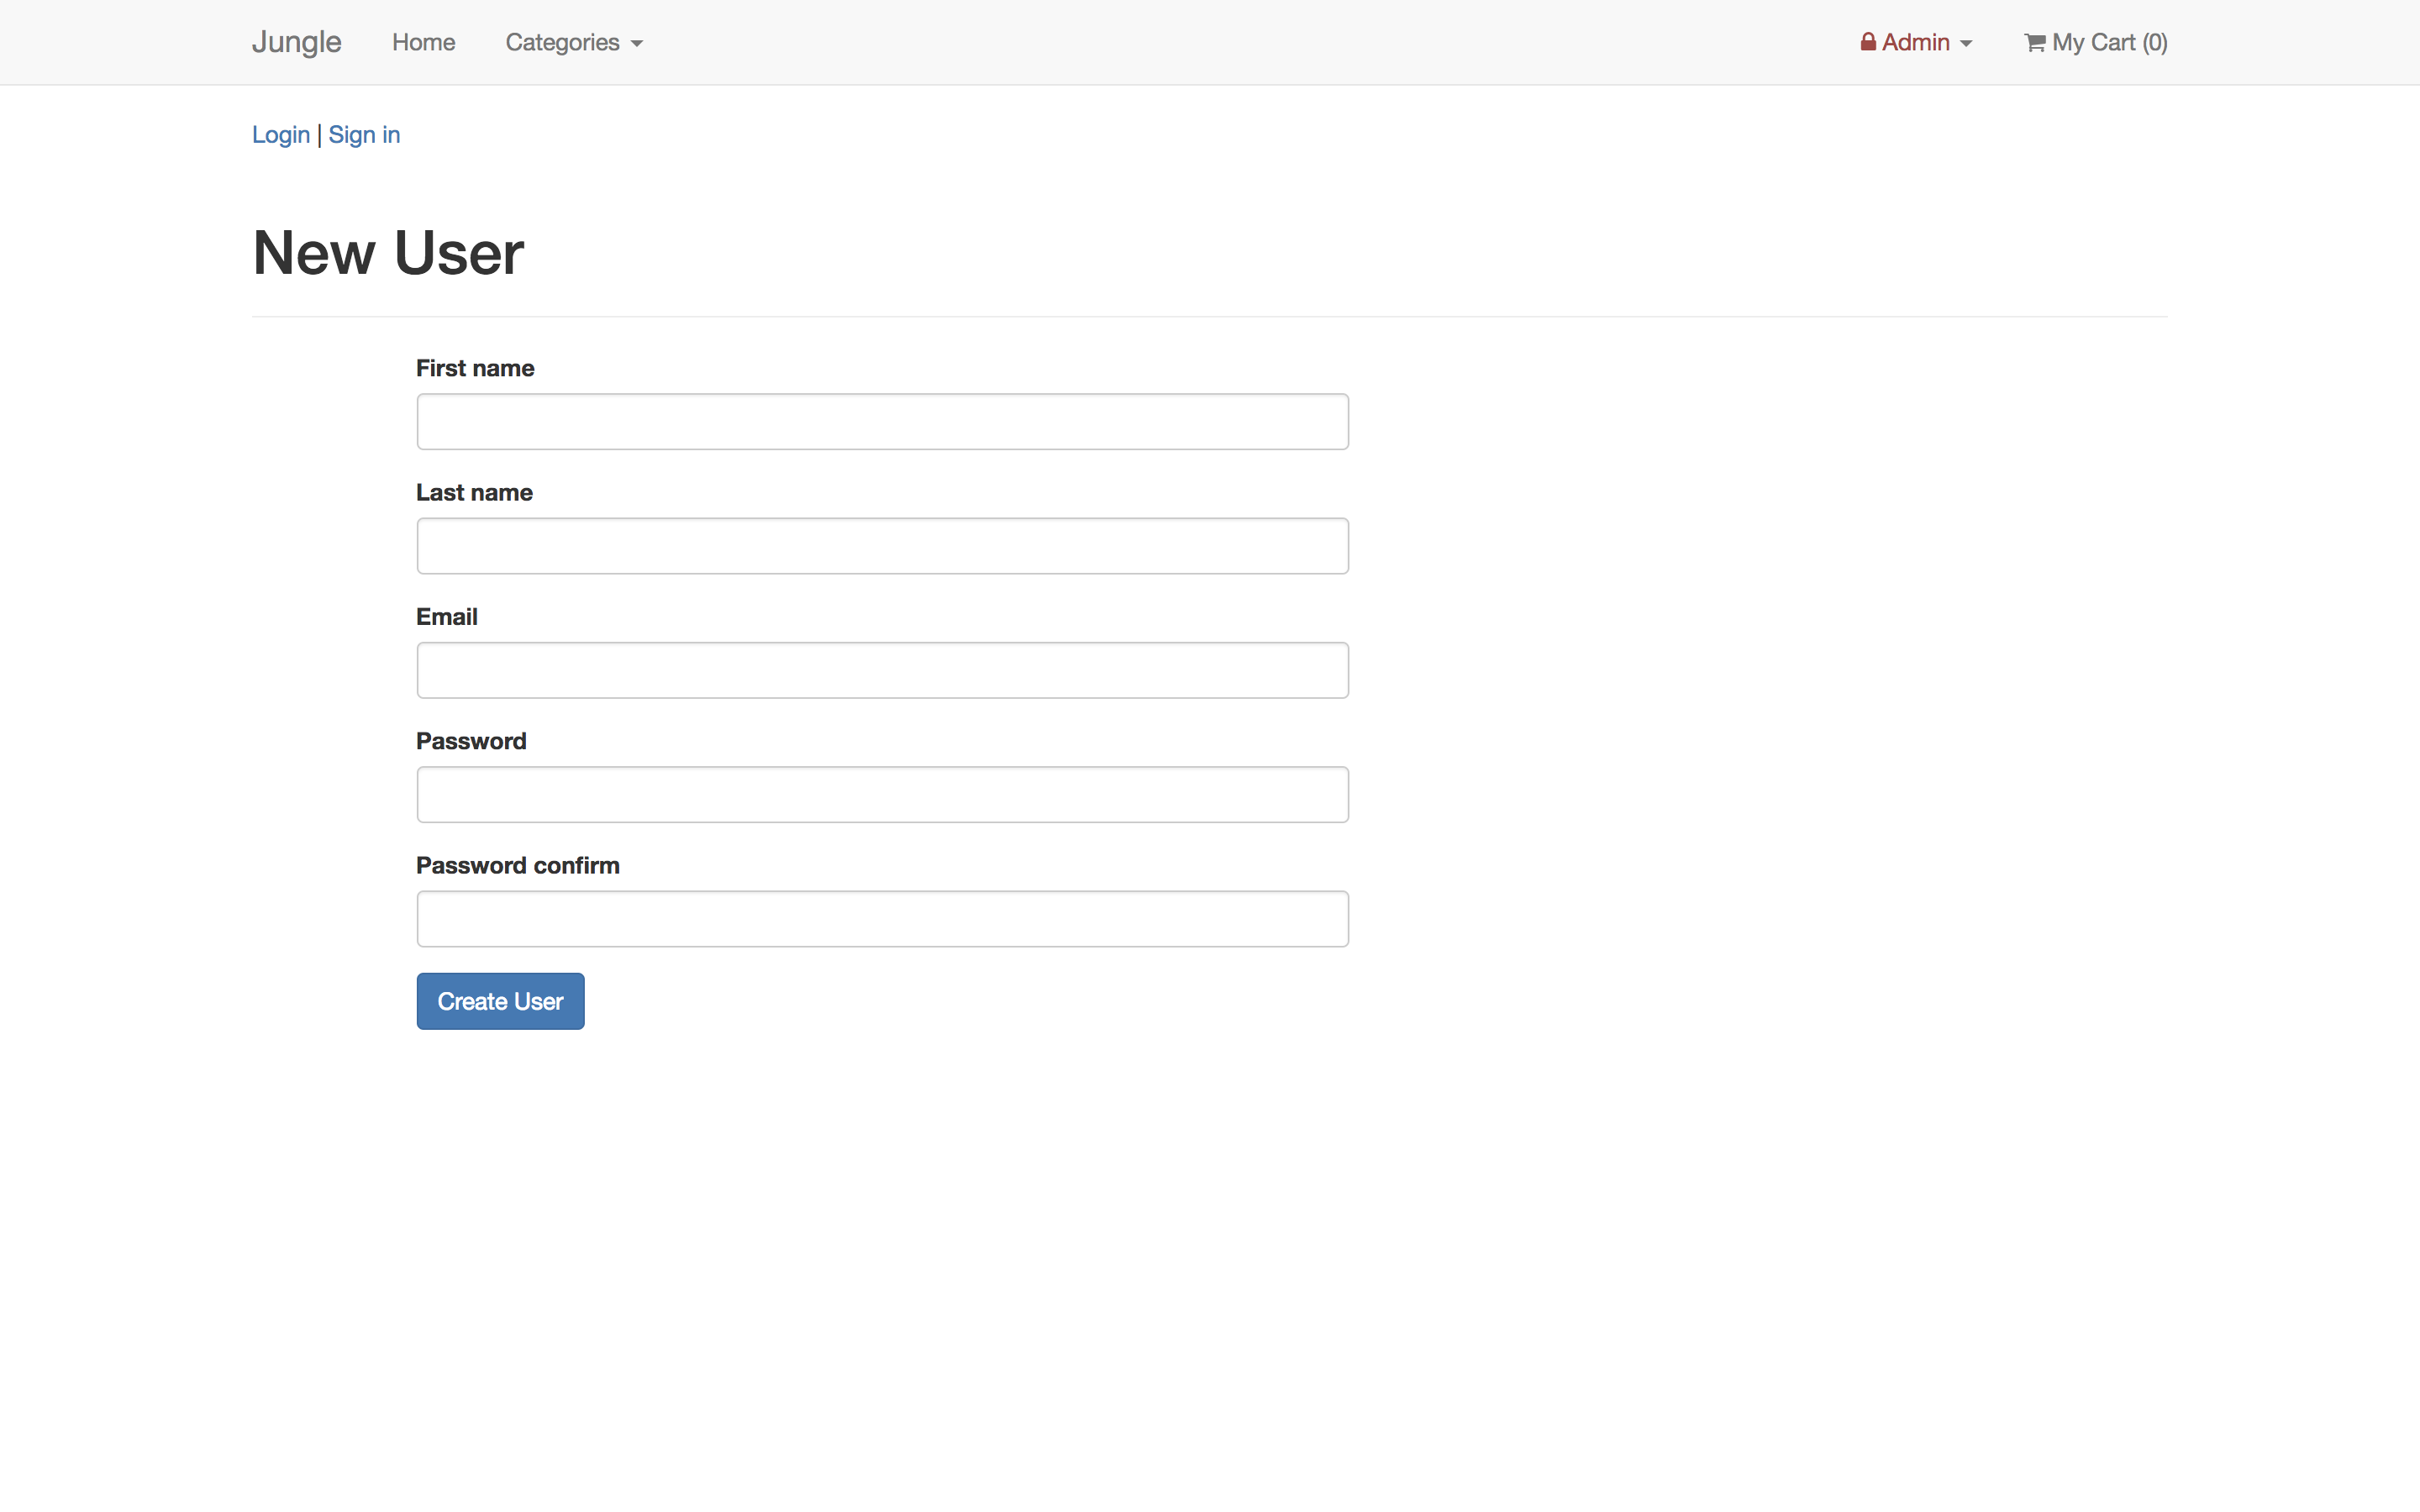 Jungle Home Categories Admin My Cart (0)
Login | Sign in
New User
First name
Last name
Email
Password
Password confirm
Create User